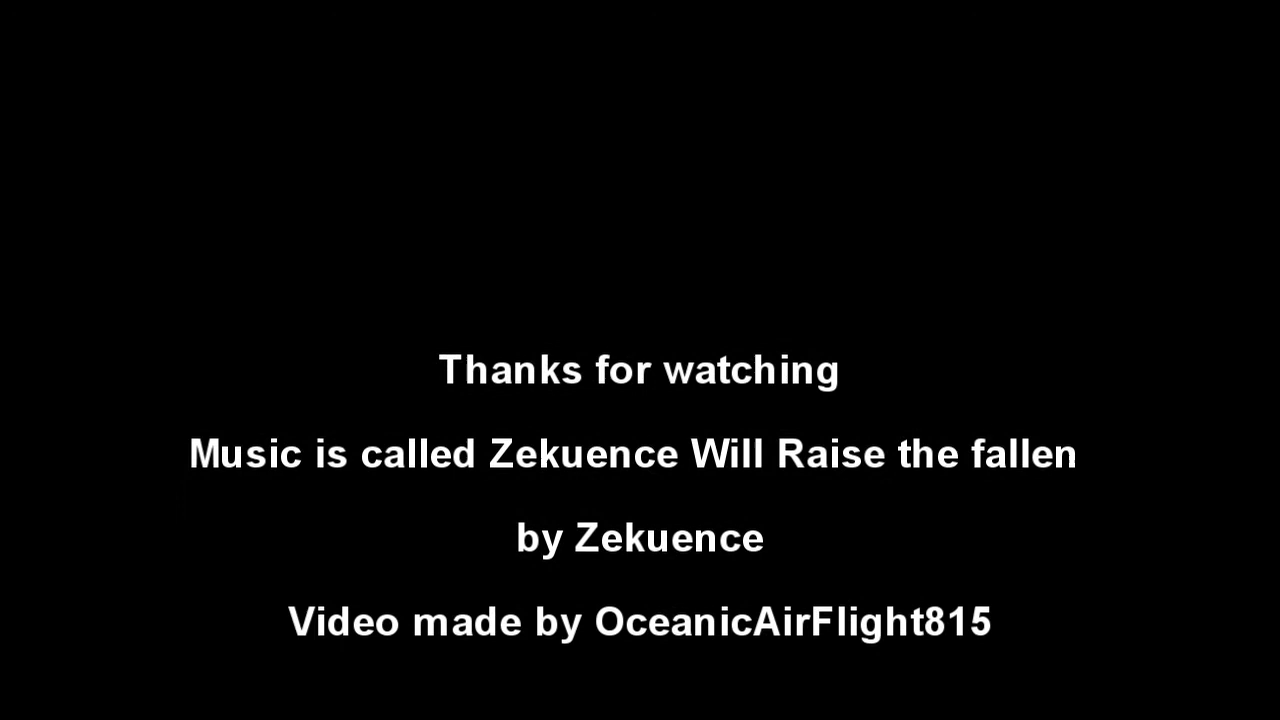 Thanks for watching
Music is called Zekuence Will Raise the fallen
by Zekuence
Video made by OceanicAirFlight815